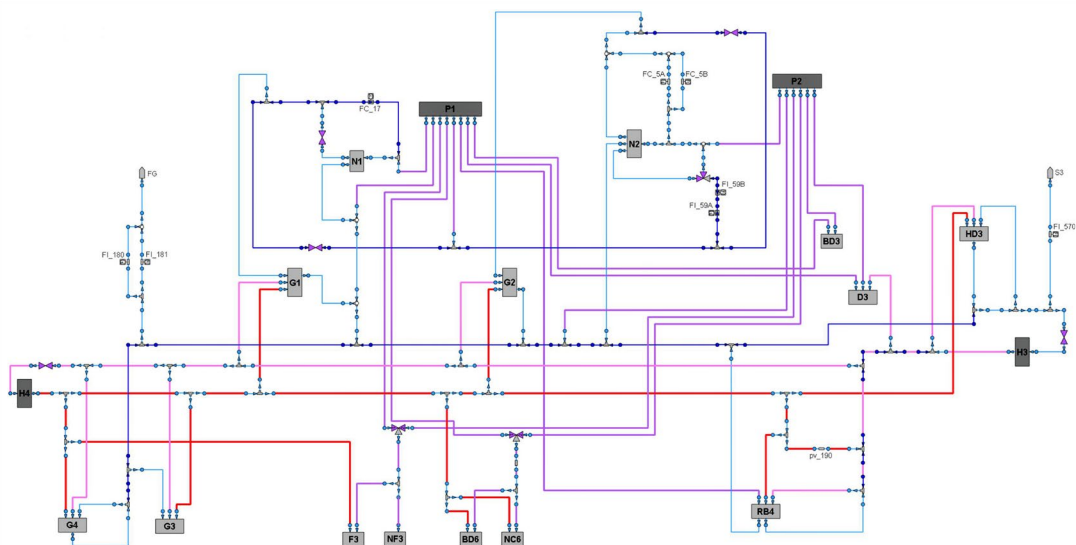 FC_5A
FC_5B
P2
FC_17
P1
N2
N1
FG
S3
FI_59B
FI_59A
FI_570
HD3
BD3
FI_180
FI_181
G1
G2
D3
H3
H4
pv_190
RB4
G4
G3
F3
NF3
BD6
NC6